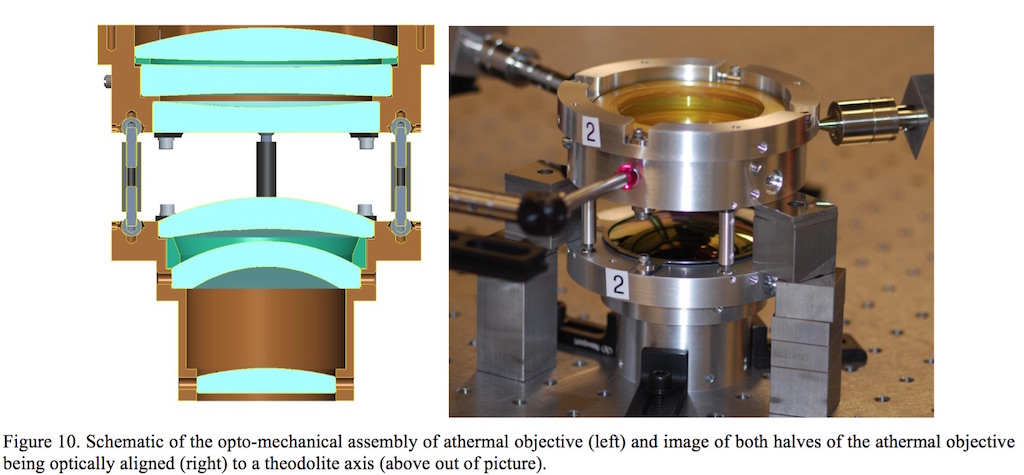 2
2
Figure 10. Schematic of the opto-mechanical assembly of athermal objective (left) and image of both halves of the athermal objective
being optically aligned (right) to a theodolite axis (above out of picture).